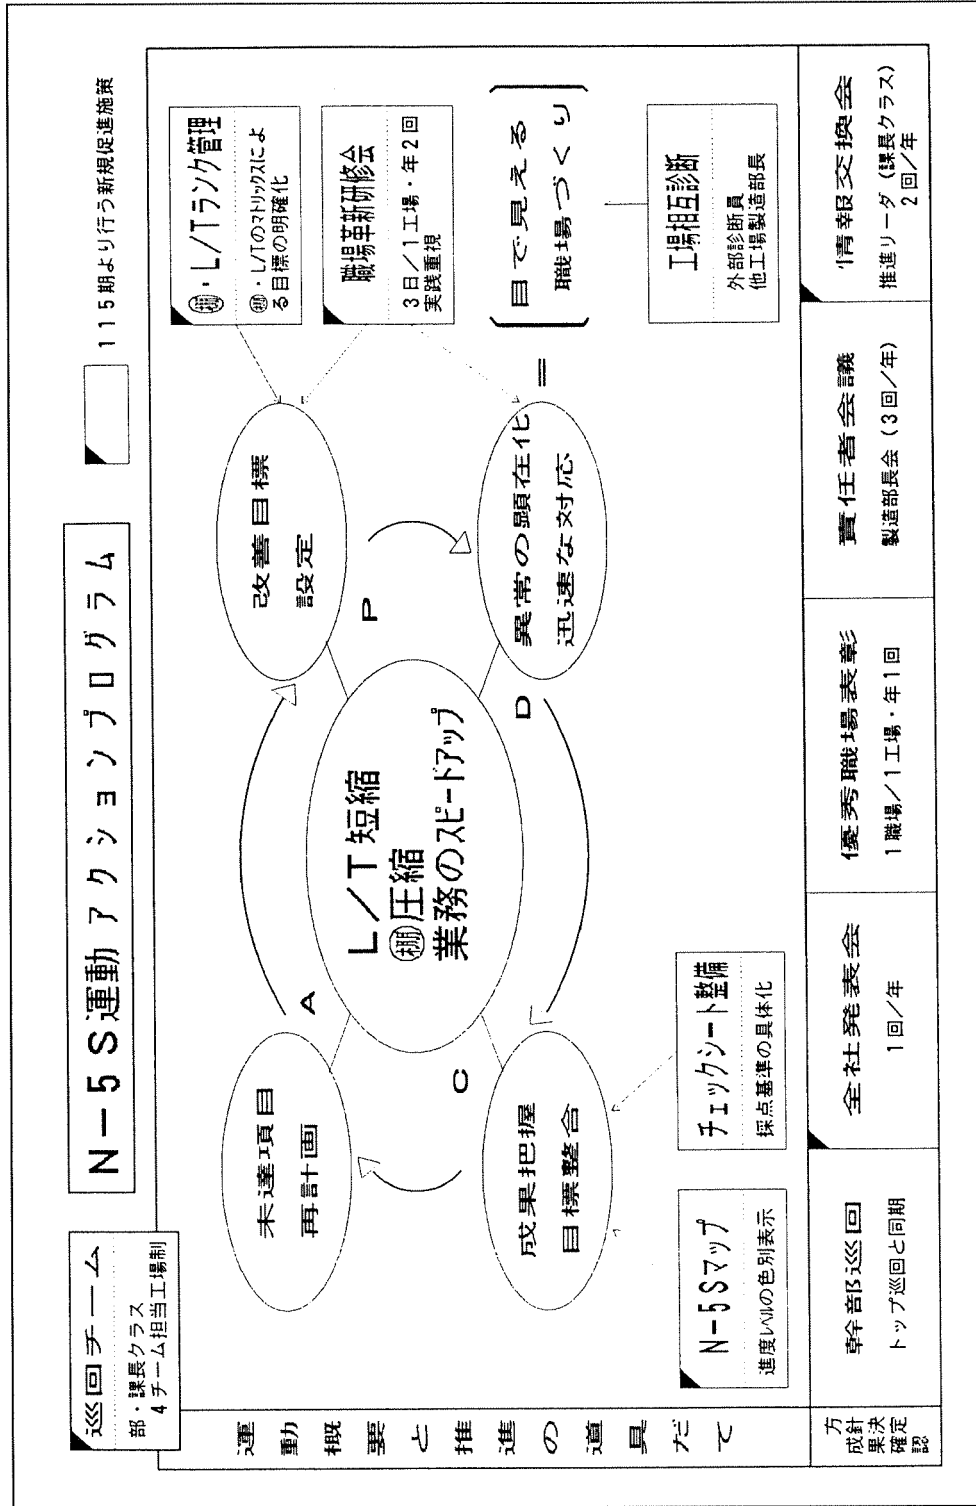 巡回チーム
部・課長クラス
4チーム担当工場制
N－5S運動アクションプログラム
115期より行う新規促進施策
運動概要と推進の道具だて
未達項目
再計画
A
改善目標
設定
P
L／T短縮
㊥圧縮
業務のスピードアップ
C
D
成果把握
目標整合
異常の顕在化
迅速な対応
＝
目で見える
職場づくり
棚・L/Tランク管理
棚・L/Tのマトリックスによ
る目標の明確化
職場革新研修会
3日／1工場・年2回
実践重視
工場相互診断
外部診断員
他工場製造部長
N－5Sマップ
進度レベルの色別表示
チェックシート整備
採点基準の具体化
方針決定
成果確認
幹部巡回
トップ巡回と同期
全社発表会
1回／年
優秀職場表彰
1職場／1工場・年1回
責任者会議
製造部長会（3回／年）
情報交換会
推進リーダ（課長クラス）
2回／年